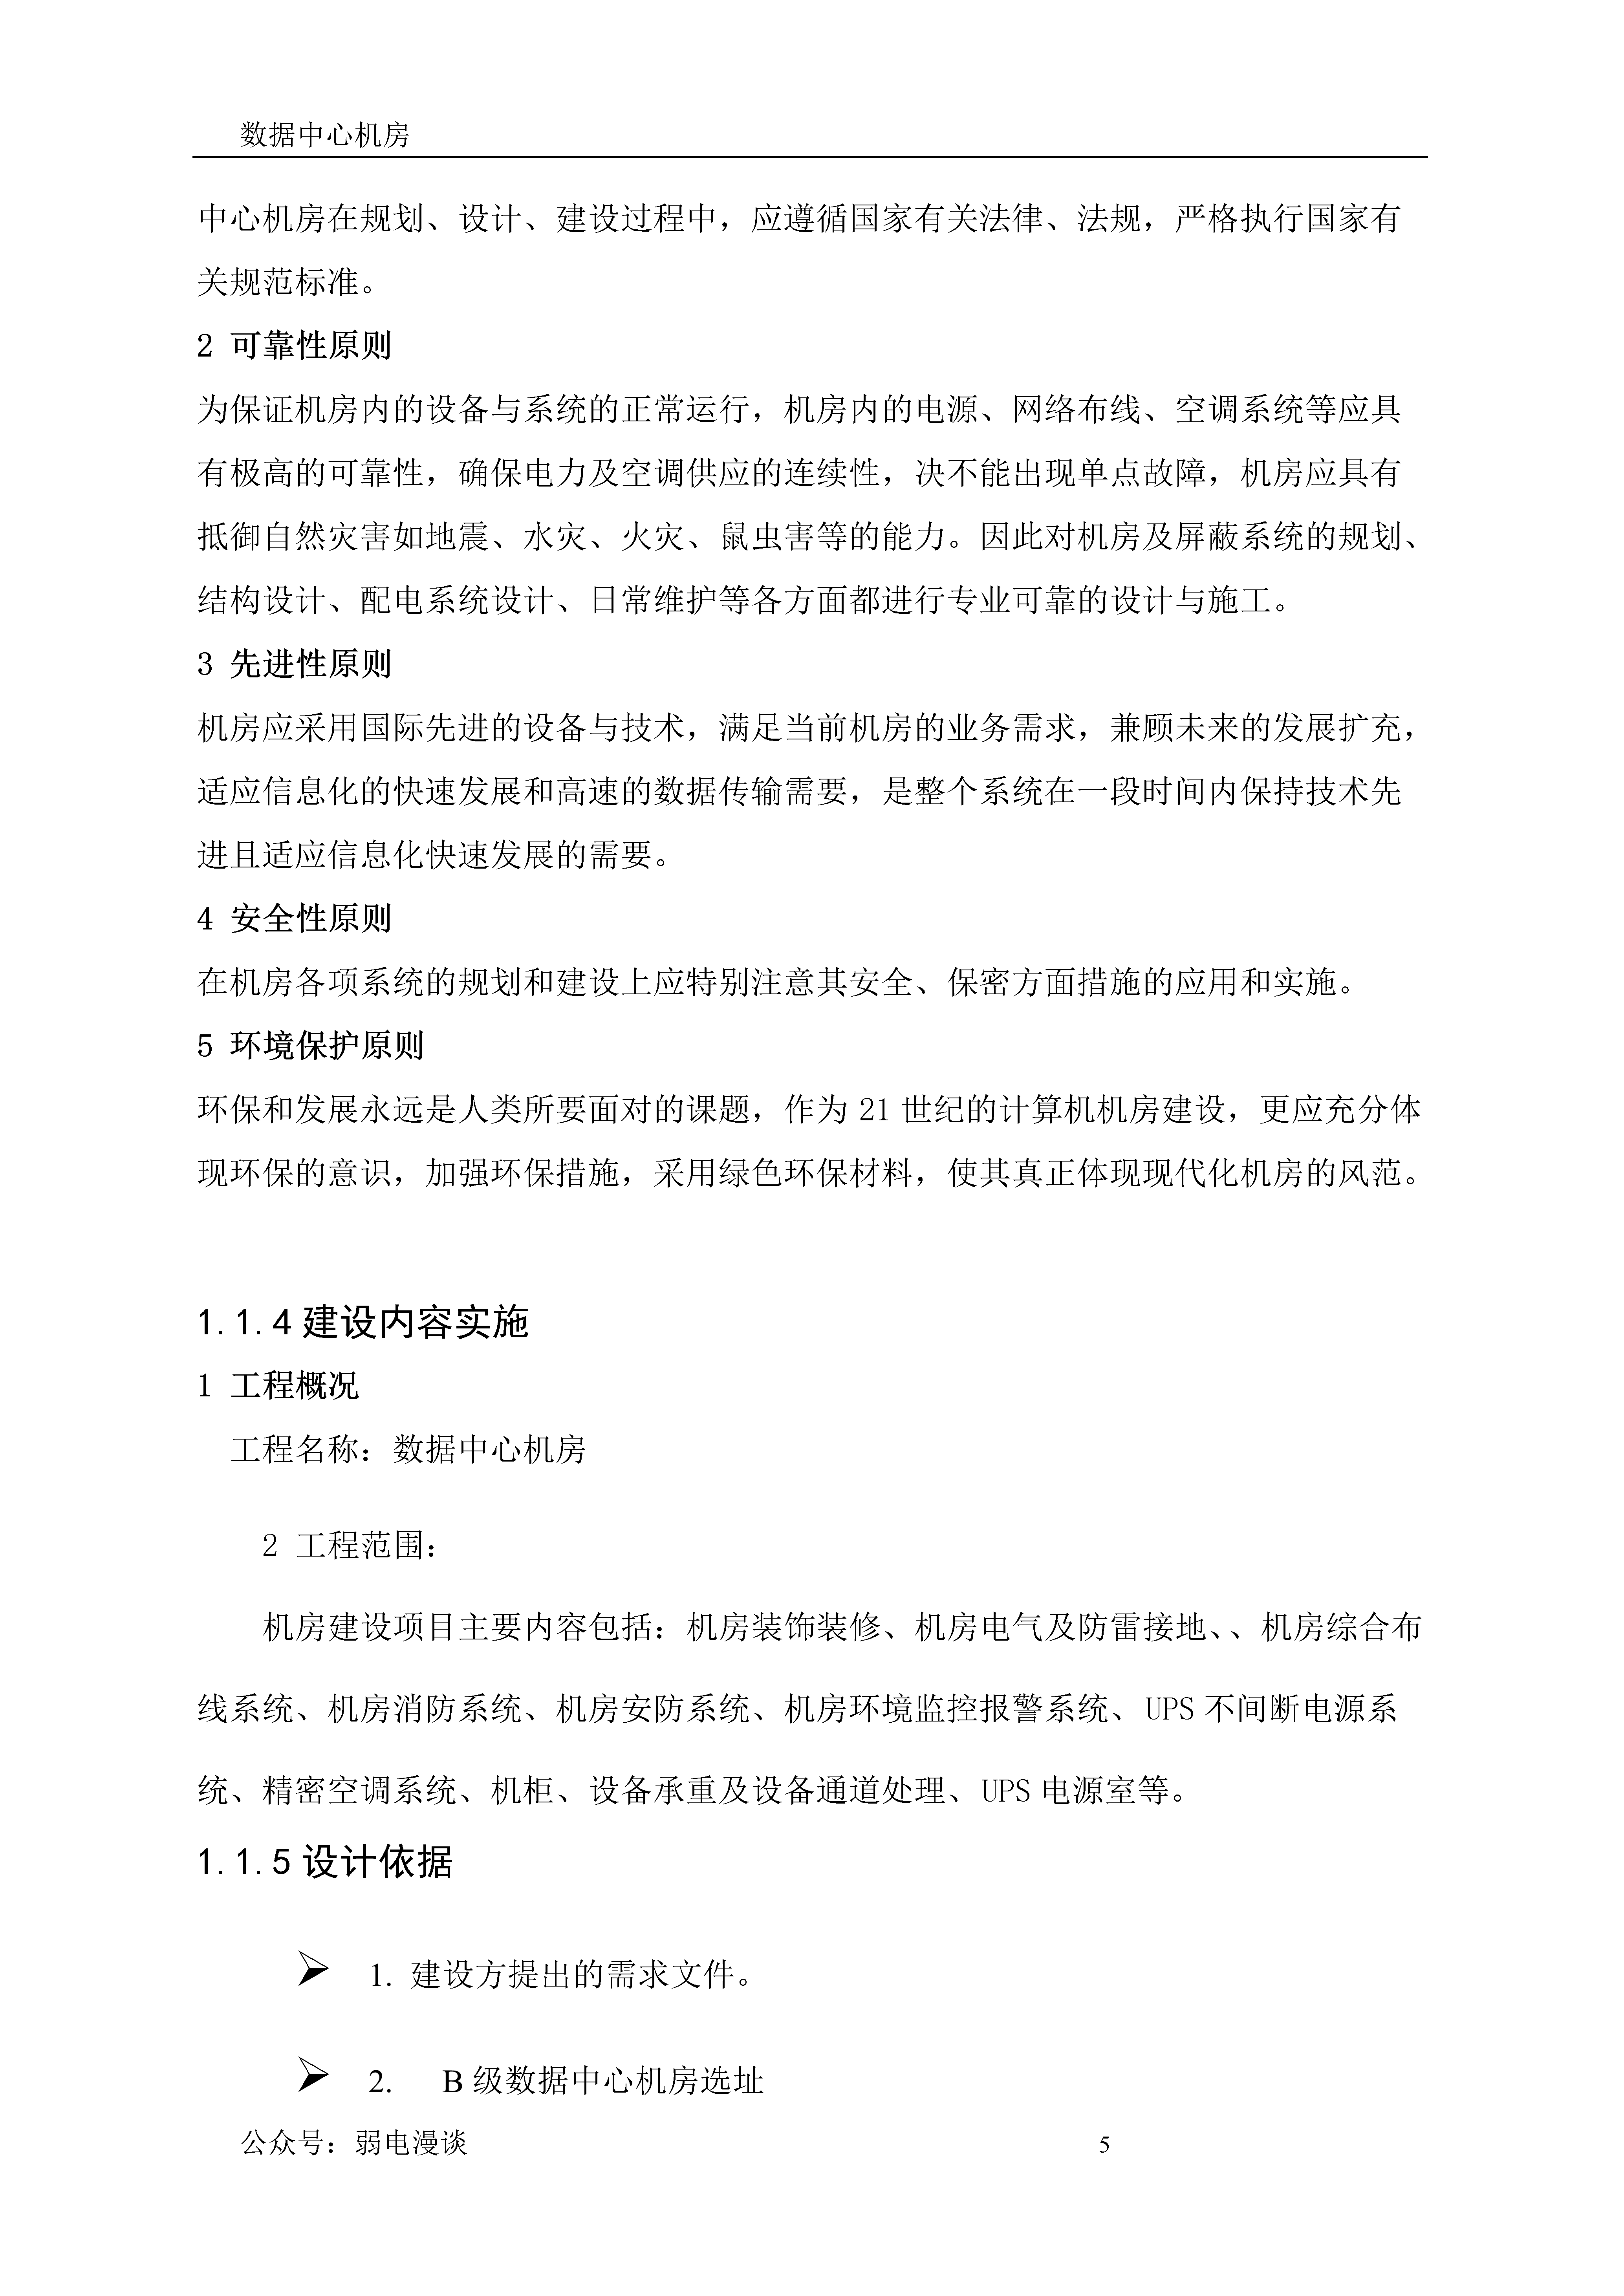 数据中心机房
中心机房在规划、设计、建设过程中，应遵循国家有关法律、法规，严格执行国家有
关规范标准。
2 可靠性原则
为保证机房内的设备与系统的正常运行，机房内的电源、网络布线、空调系统等应具
有极高的可靠性，确保电力及空调供应的连续性，决不能出现单点故障，机房应具有
抵御自然灾害如地震、水灾、火灾、鼠虫害等的能力。因此对机房及屏蔽系统的规划、
结构设计、配电系统设计、日常维护等各方面都进行专业可靠的设计与施工。
3 先进性原则
机房应采用国际先进的设备与技术，满足当前机房的业务需求，兼顾未来的发展扩充，
适应信息化的快速发展和高速的数据传输需要，是整个系统在一段时间内保持技术先
进且适应信息化快速发展的需要。
4 安全性原则
在机房各项系统的规划和建设上应特别注意其安全、保密方面措施的应用和实施。
5 环境保护原则
环保和发展永远是人类所要面对的课题，作为 21 世纪的计算机机房建设，更应充分体
现环保的意识，加强环保措施，采用绿色环保材料，使其真正体现现代化机房的风范。
1.1.4 建设内容实施
1 工程概况
工程名称：数据中心机房
2 工程范围：
机房建设项目主要内容包括：机房装饰装修、机房电气及防雷接地、、机房综合布
线系统、机房消防系统、机房安防系统、机房环境监控报警系统、UPS 不间断电源系
统、精密空调系统、机柜、设备承重及设备通道处理、UPS 电源室等。
1.1.5 设计依据
➢ 1. 建设方提出的需求文件。
➢ 2. B 级数据中心机房选址
公众号：弱电漫谈 5